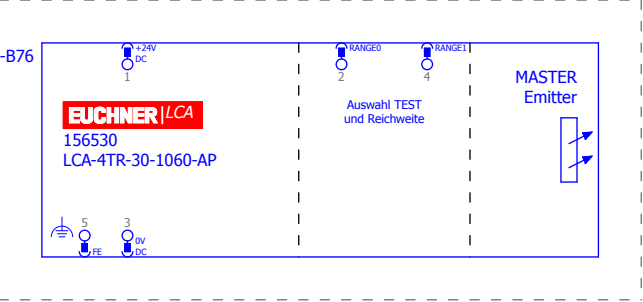 -B76
+24V
DC
1
RANGE0
2
RANGE1
4
MASTER
Emitter
EUCHNER|LCA
156530
LCA-4TR-30-1060-AP
Auswahl TEST
und Reichweite
5
FE
3
0V
DC